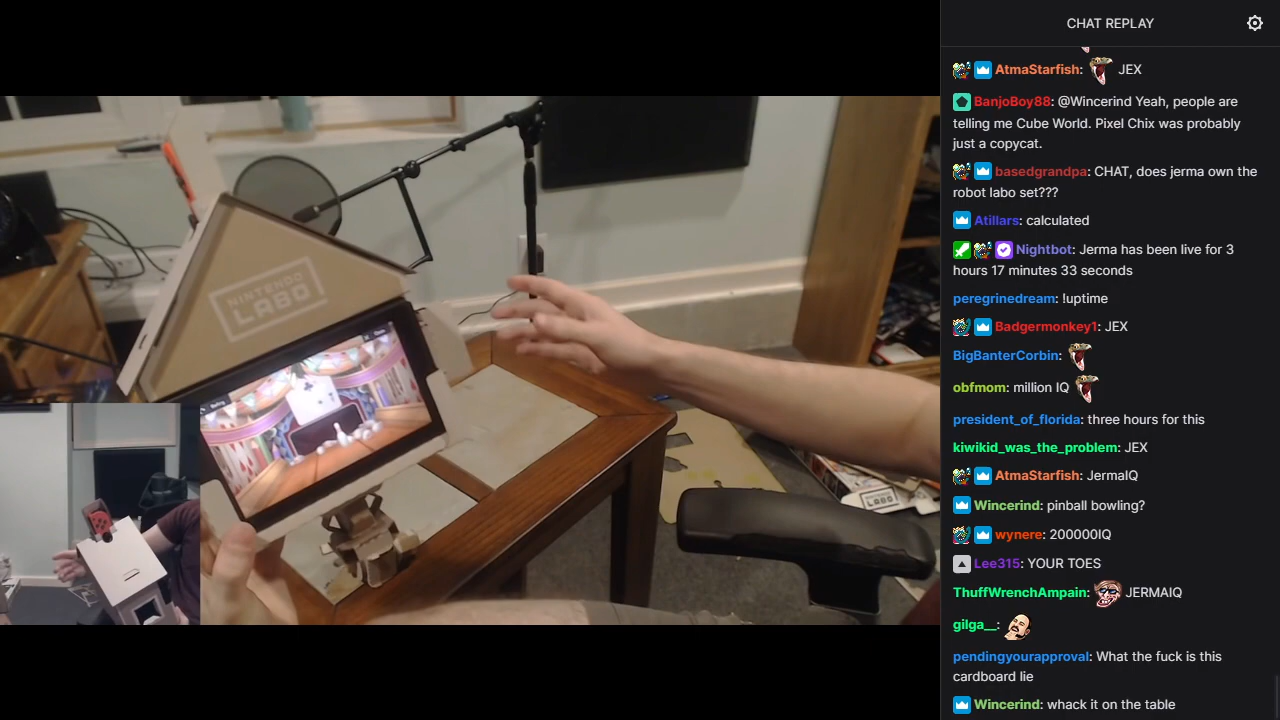 CHAT REPLAY
AtmaStarfish: JEX
BanjoBoy88: @Wincerind Yeah, people are
telling me Cube World. Pixel Chix was probably
just a copycat.
basedgrandpa: CHAT, does jerma own the
robot labo set???
Atillars: calculated
Nightbot: Jerma has been live for 3
hours 17 minutes 33 seconds
peregrinedream: !uptime
Badgermonkey1: JEX
BigBanterCorbin:
obfmom: million IQ
president_of_florida: three hours for this
kiwikid_was_the_problem: JEX
AtmaStarfish: JermaIQ
Wincerind: pinball bowling?
wynere: 200000IQ
Lee315: YOUR TOES
ThuffWrenchAmpain: JERMAIQ
gilga__:
pendingyourapproval: What the fuck is this
cardboard lie
Wincerind: whack it on the table
NINTENDO
LABO